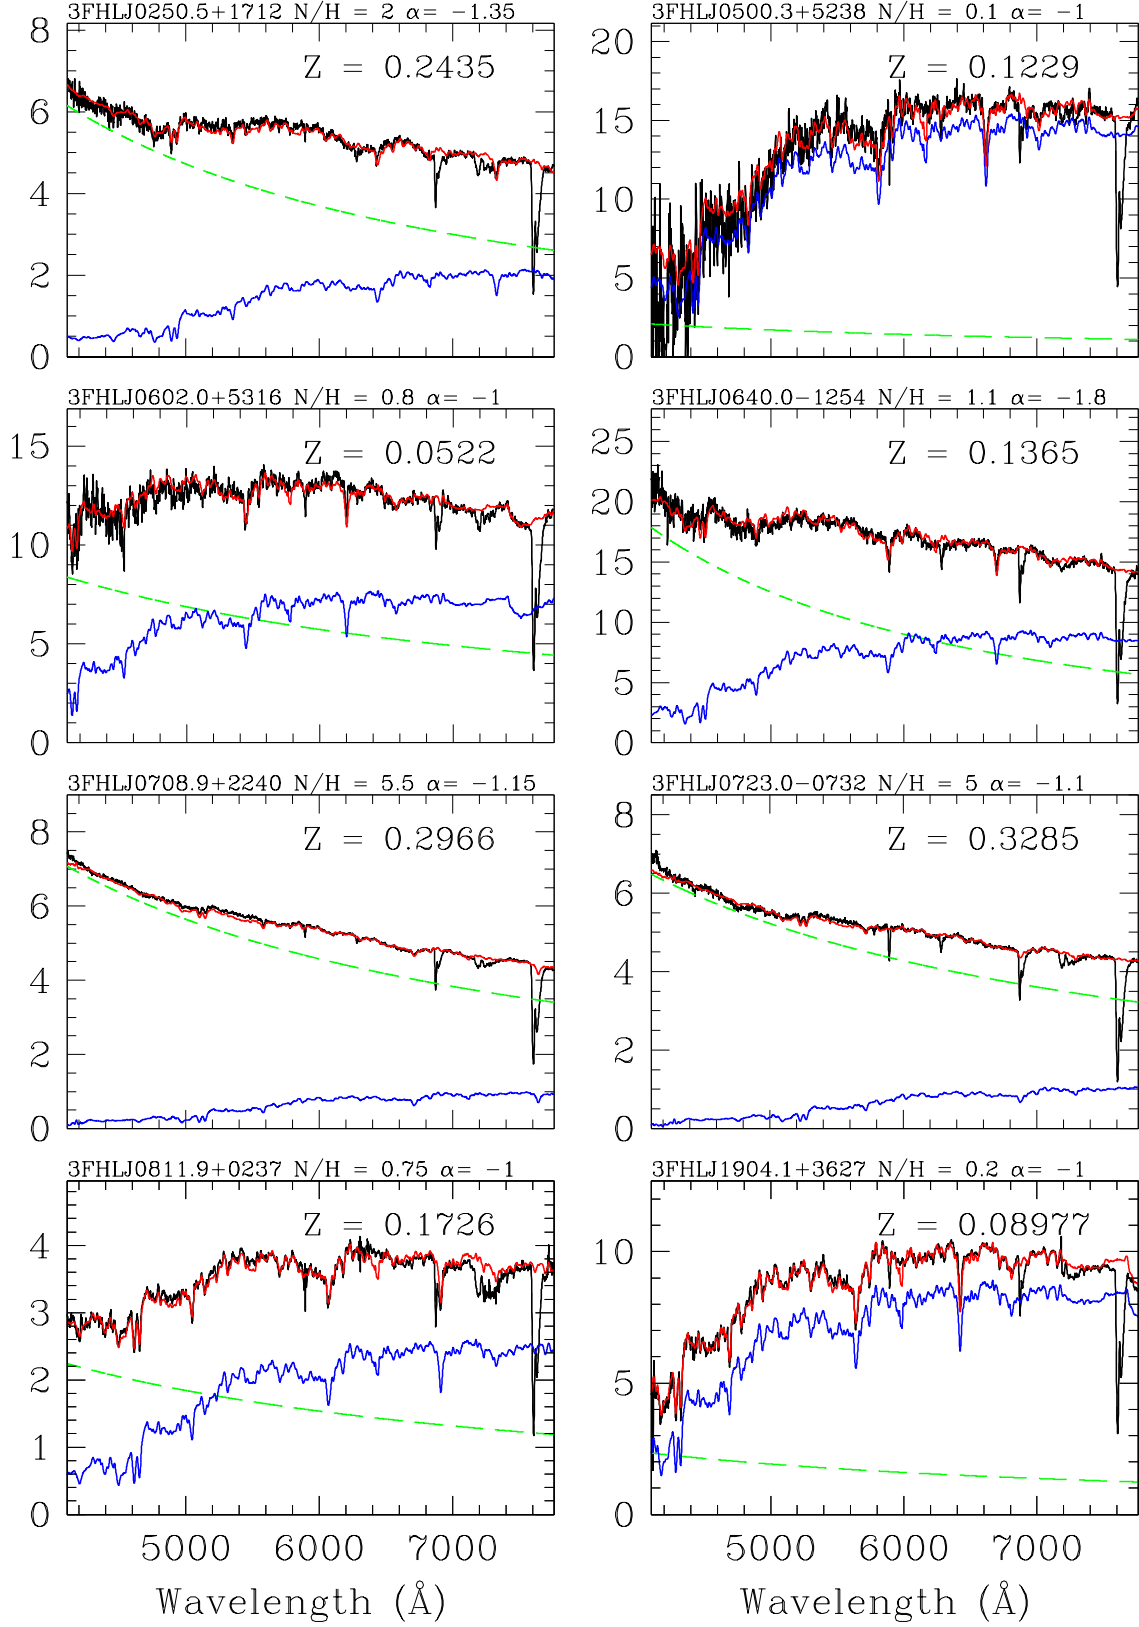 3FHLJ0250.5+1712 N/H = 2 α= −1.35
3FHLJ0500.3+5238 N/H = 0.1 α= −1
Z = 0.2435
Z = 0.1229
8
6
4
2
0
20
15
10
5
0
3FHLJ0602.0+5316 N/H = 0.8 α= −1
3FHLJ0640.0−1254 N/H = 1.1 α= −1.8
Z = 0.0522
Z = 0.1365
15
10
5
0
25
20
15
10
5
0
3FHLJ0708.9+2240 N/H = 5.5 α= −1.15
3FHLJ0723.0−0732 N/H = 5 α= −1.1
Z = 0.2966
Z = 0.3285
8
6
4
2
0
8
6
4
2
0
3FHLJ0811.9+0237 N/H = 0.75 α= −1
3FHLJ1904.1+3627 N/H = 0.2 α= −1
Z = 0.1726
Z = 0.08977
4
3
2
1
0
10
5
0
5000 6000 7000
5000 6000 7000
Wavelength (Å)
Wavelength (Å)